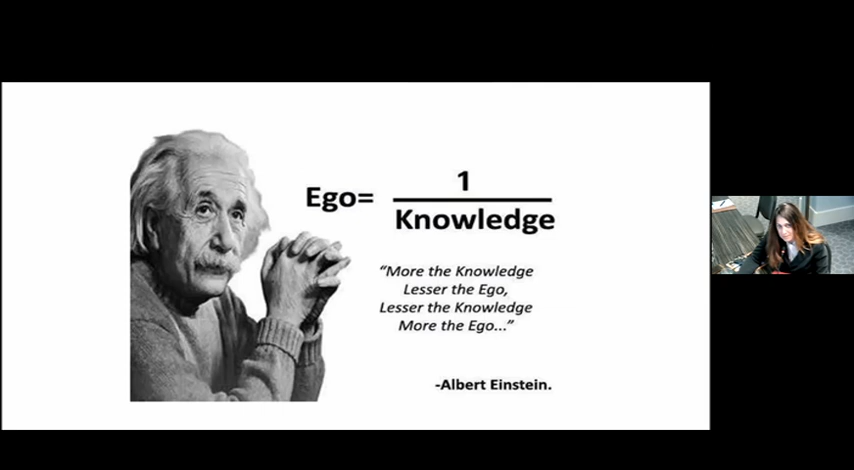 Ego=
1
Knowledge
“More the Knowledge
Lesser the Ego,
Lesser the Knowledge
More the Ego...”
-Albert Einstein.